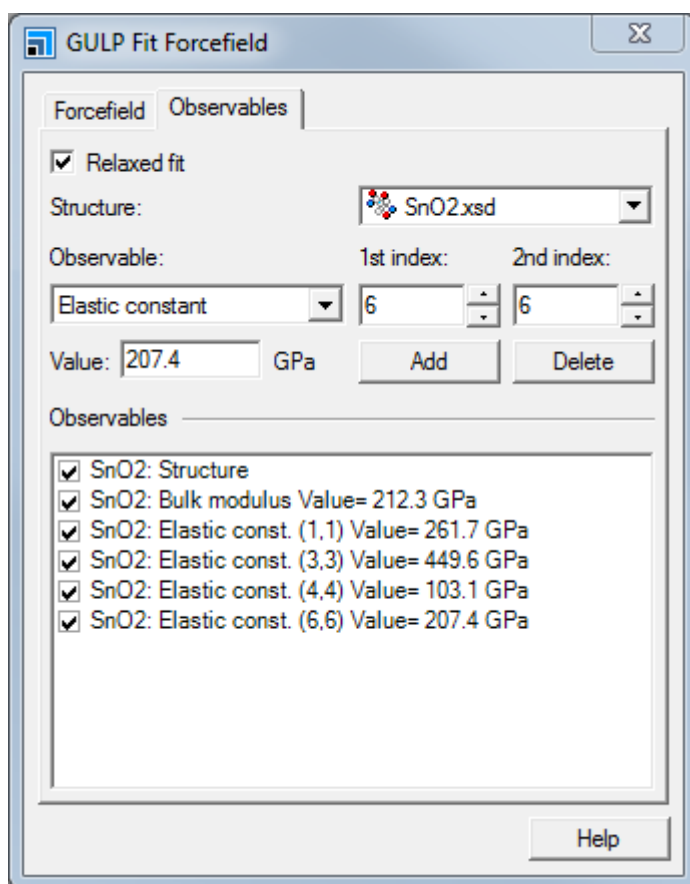 GULP Fit Forcefield
Forcefield Observables
Relaxed fit
Structure: SnO2.xsd
Observable: 1st index: 2nd index:
Elastic constant 6 6
Value: 207.4 GPa Add Delete
Observables
SnO2: Structure
SnO2: Bulk modulus Value= 212.3 GPa
SnO2: Elastic const. (1,1) Value= 261.7 GPa
SnO2: Elastic const. (3,3) Value= 449.6 GPa
SnO2: Elastic const. (4,4) Value= 103.1 GPa
SnO2: Elastic const. (6,6) Value= 207.4 GPa
Help